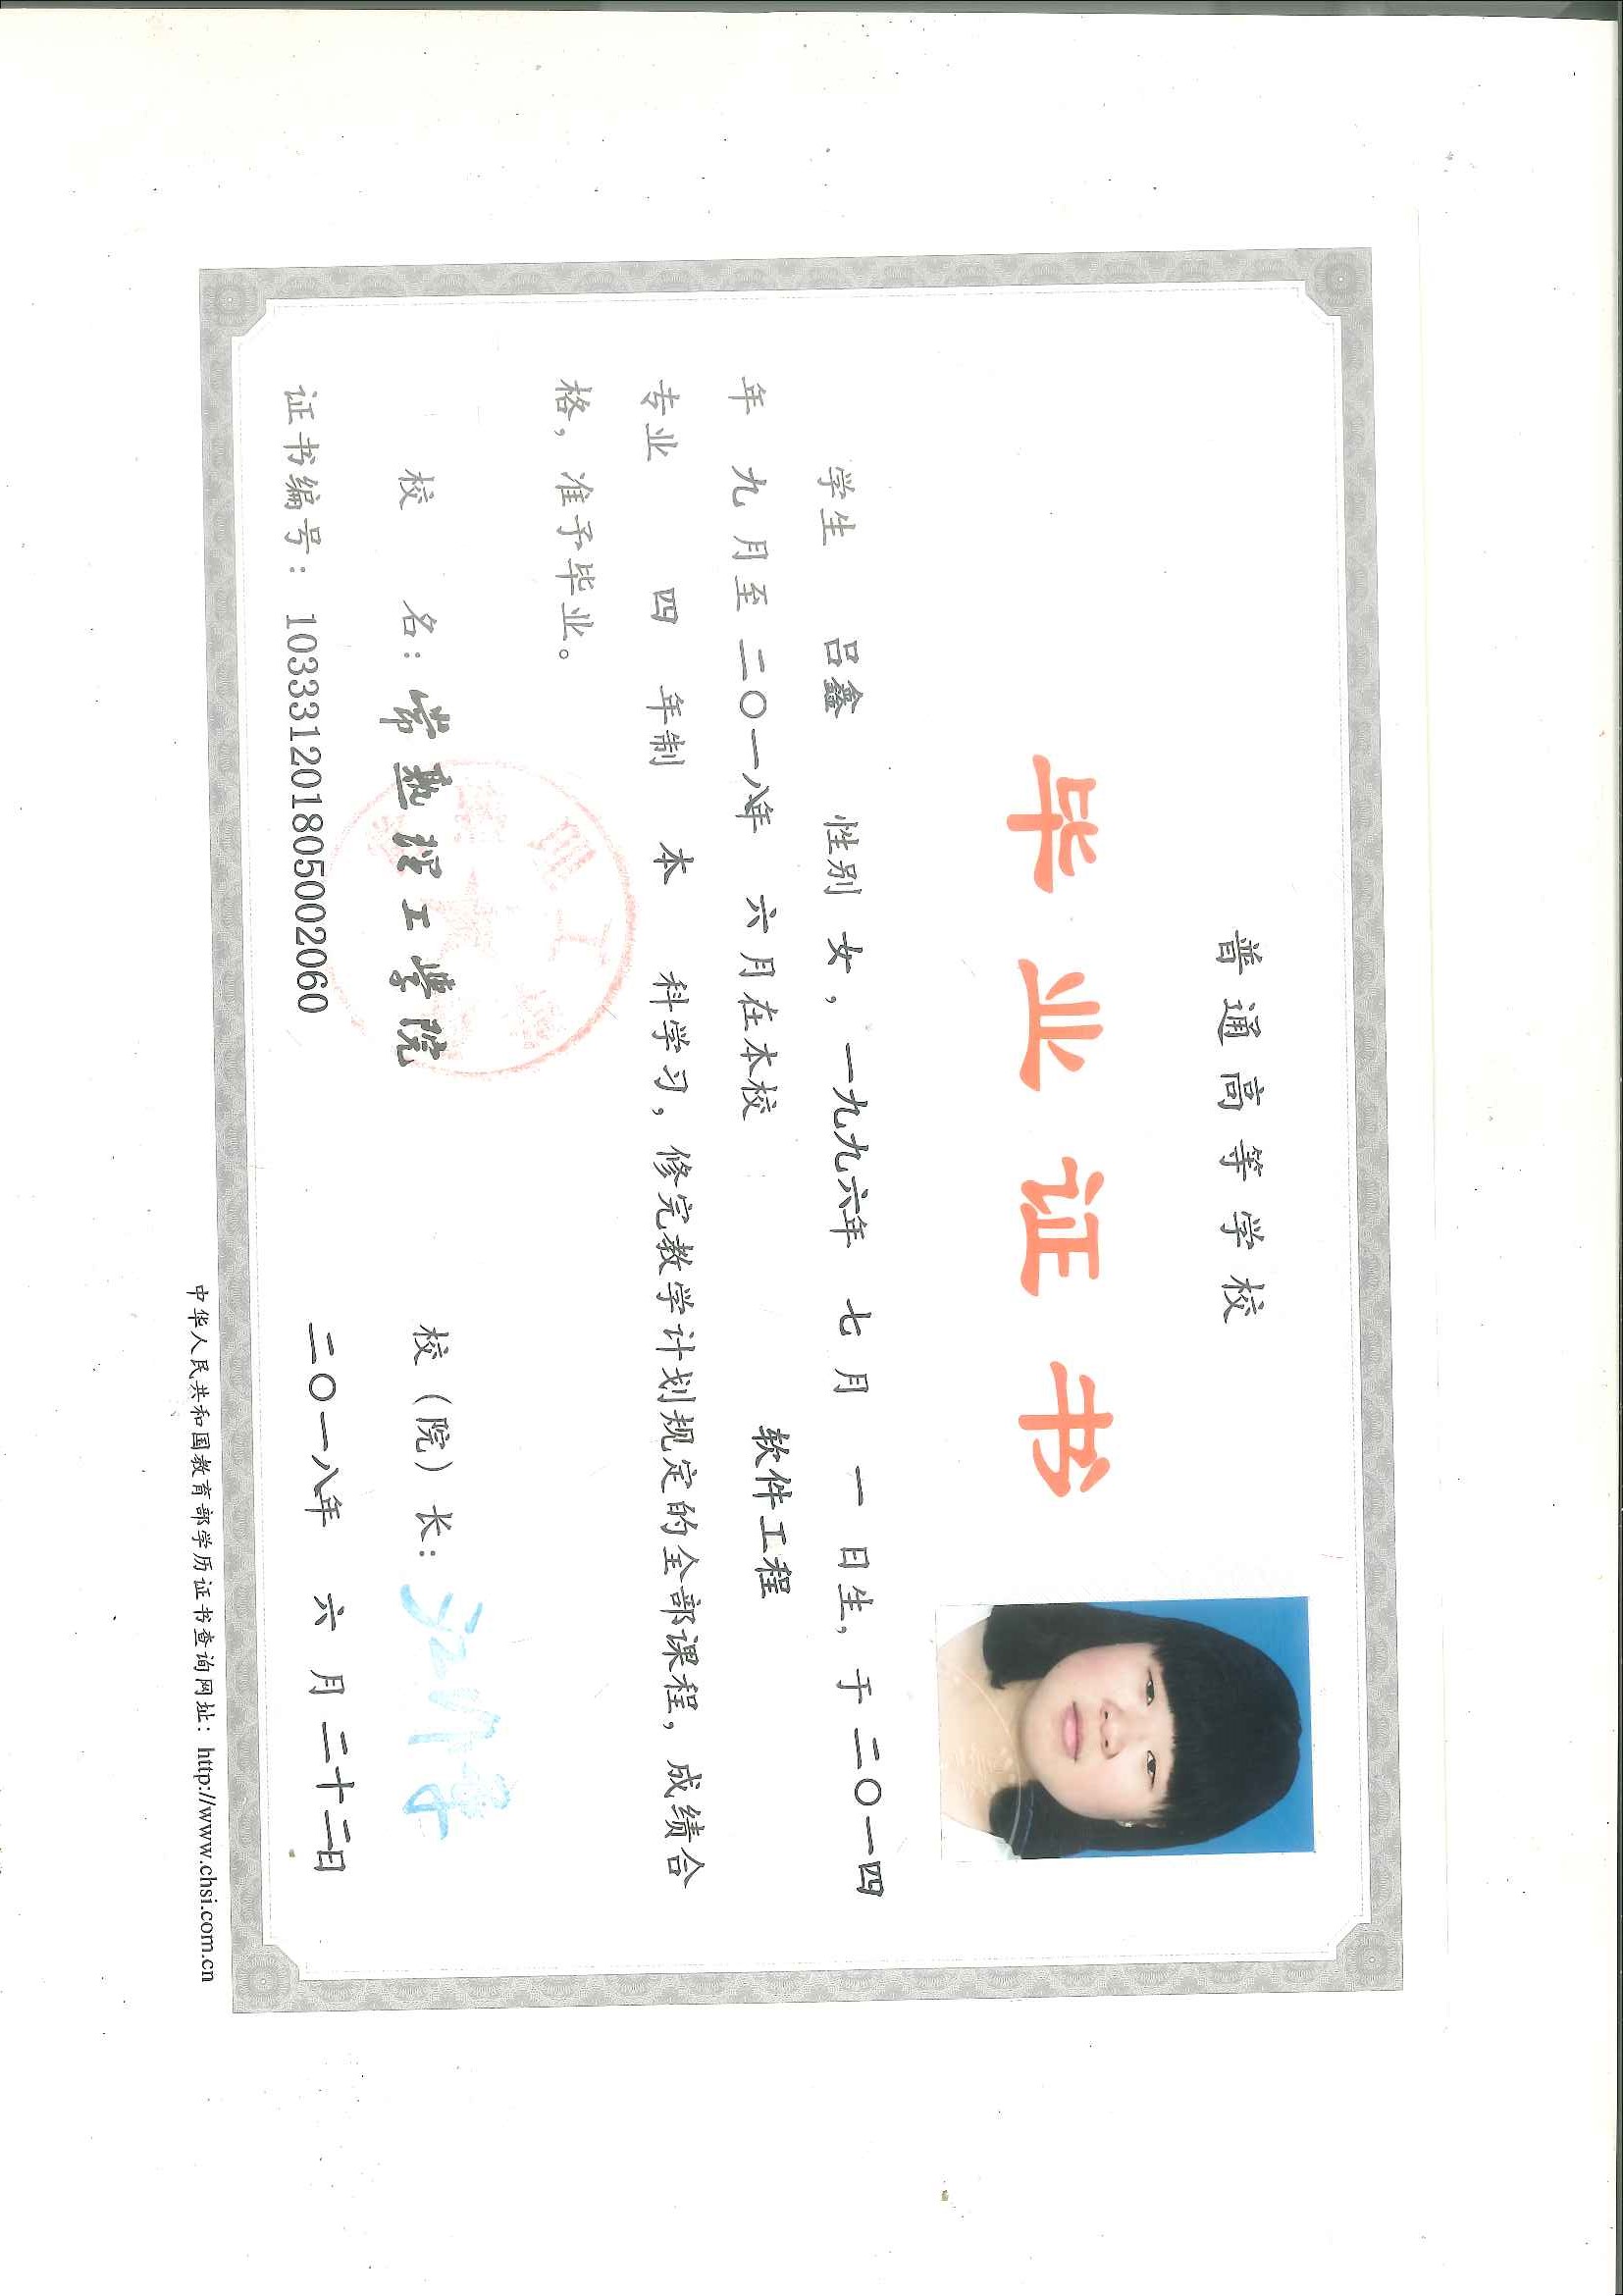 普通高等学校
毕业证书
学生 吕鑫 性别 女，一九九六年 七 月 一 日生，于 二〇一四
年 九 月至 二〇一八年 六 月在本校 软件工程
专业 四 年制 本 科学习，修完教学计划规定的全部课程，成绩合
格，准予毕业。
校 名：常熟理工学院 校（院）长：
证书编号：103331201805002060 二〇一八年 六 月 二十二日
中华人民共和国教育部学历证书查询网址：http://www.chsi.com.cn